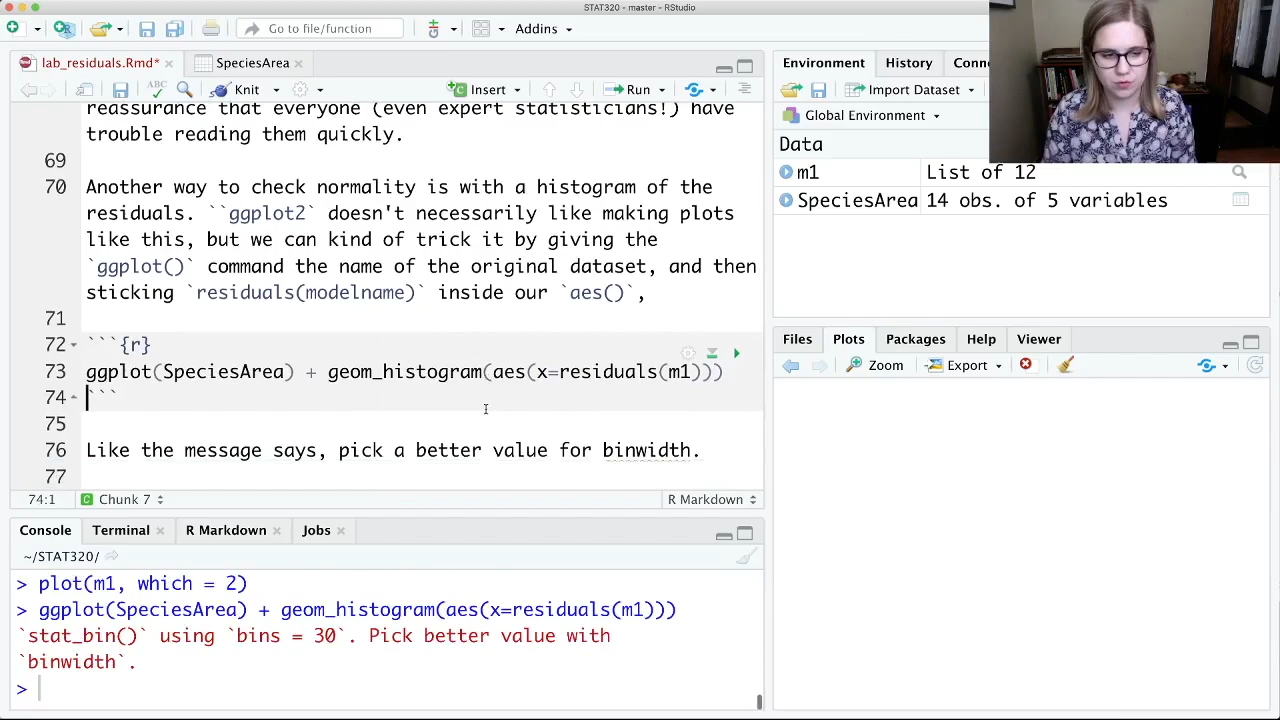 STAT320 - master - RStudio
Go to file/function
Addins
lab_residuals.Rmd*
SpeciesArea
ABC
Knit
Insert
Run
reassurance that everyone (even expert statisticians!) have
trouble reading them quickly.
69
70 Another way to check normality is with a histogram of the
residuals. ``ggplot2` doesn't necessarily like making plots
like this, but we can kind of trick it by giving the
`ggplot()` command the name of the original dataset, and then
sticking `residuals(modelname)` inside our `aes()`,
71
72 ```{r}
73 ggplot(SpeciesArea) + geom_histogram(aes(x=residuals(m1)))
74 ```
75
76 Like the message says, pick a better value for binwidth.
77
74:1 Chunk 7 R Markdown
Console Terminal R Markdown Jobs
~/STAT320/
> plot(m1, which = 2)
> ggplot(SpeciesArea) + geom_histogram(aes(x=residuals(m1)))
`stat_bin()` using `bins = 30`. Pick better value with
`binwidth`.
>
Environment History Conn
Import Dataset
Global Environment
Data
m1 List of 12
SpeciesArea 14 obs. of 5 variables
Files Plots Packages Help Viewer
Zoom Export